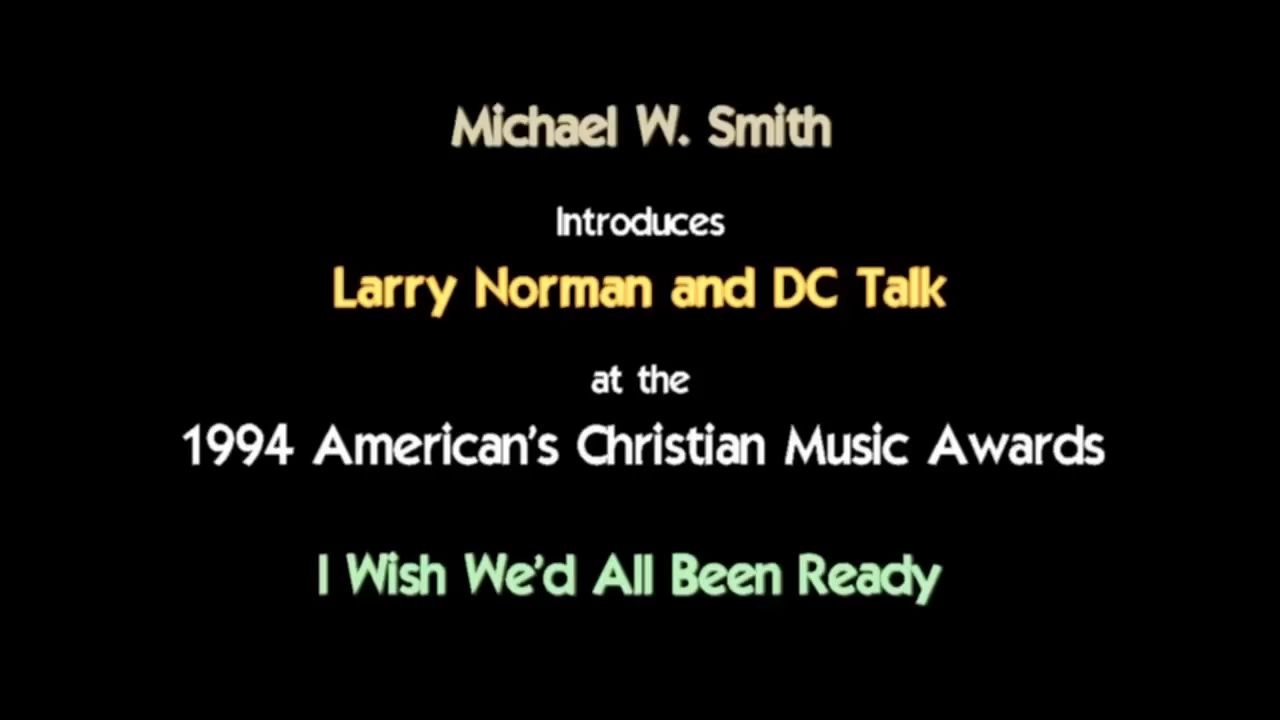 Michael W. Smith
Introduces
Larry Norman and DC Talk
at the
1994 American's Christian Music Awards
I Wish We'd All Been Ready